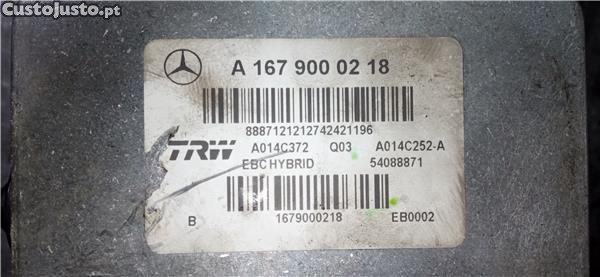 CustoJusto.pt
A 167 900 02 18
8887121212742421196
TRW A014C372 Q03 A014C252-A
EBC HYBRID 54088871
B 1679000218 EB0002